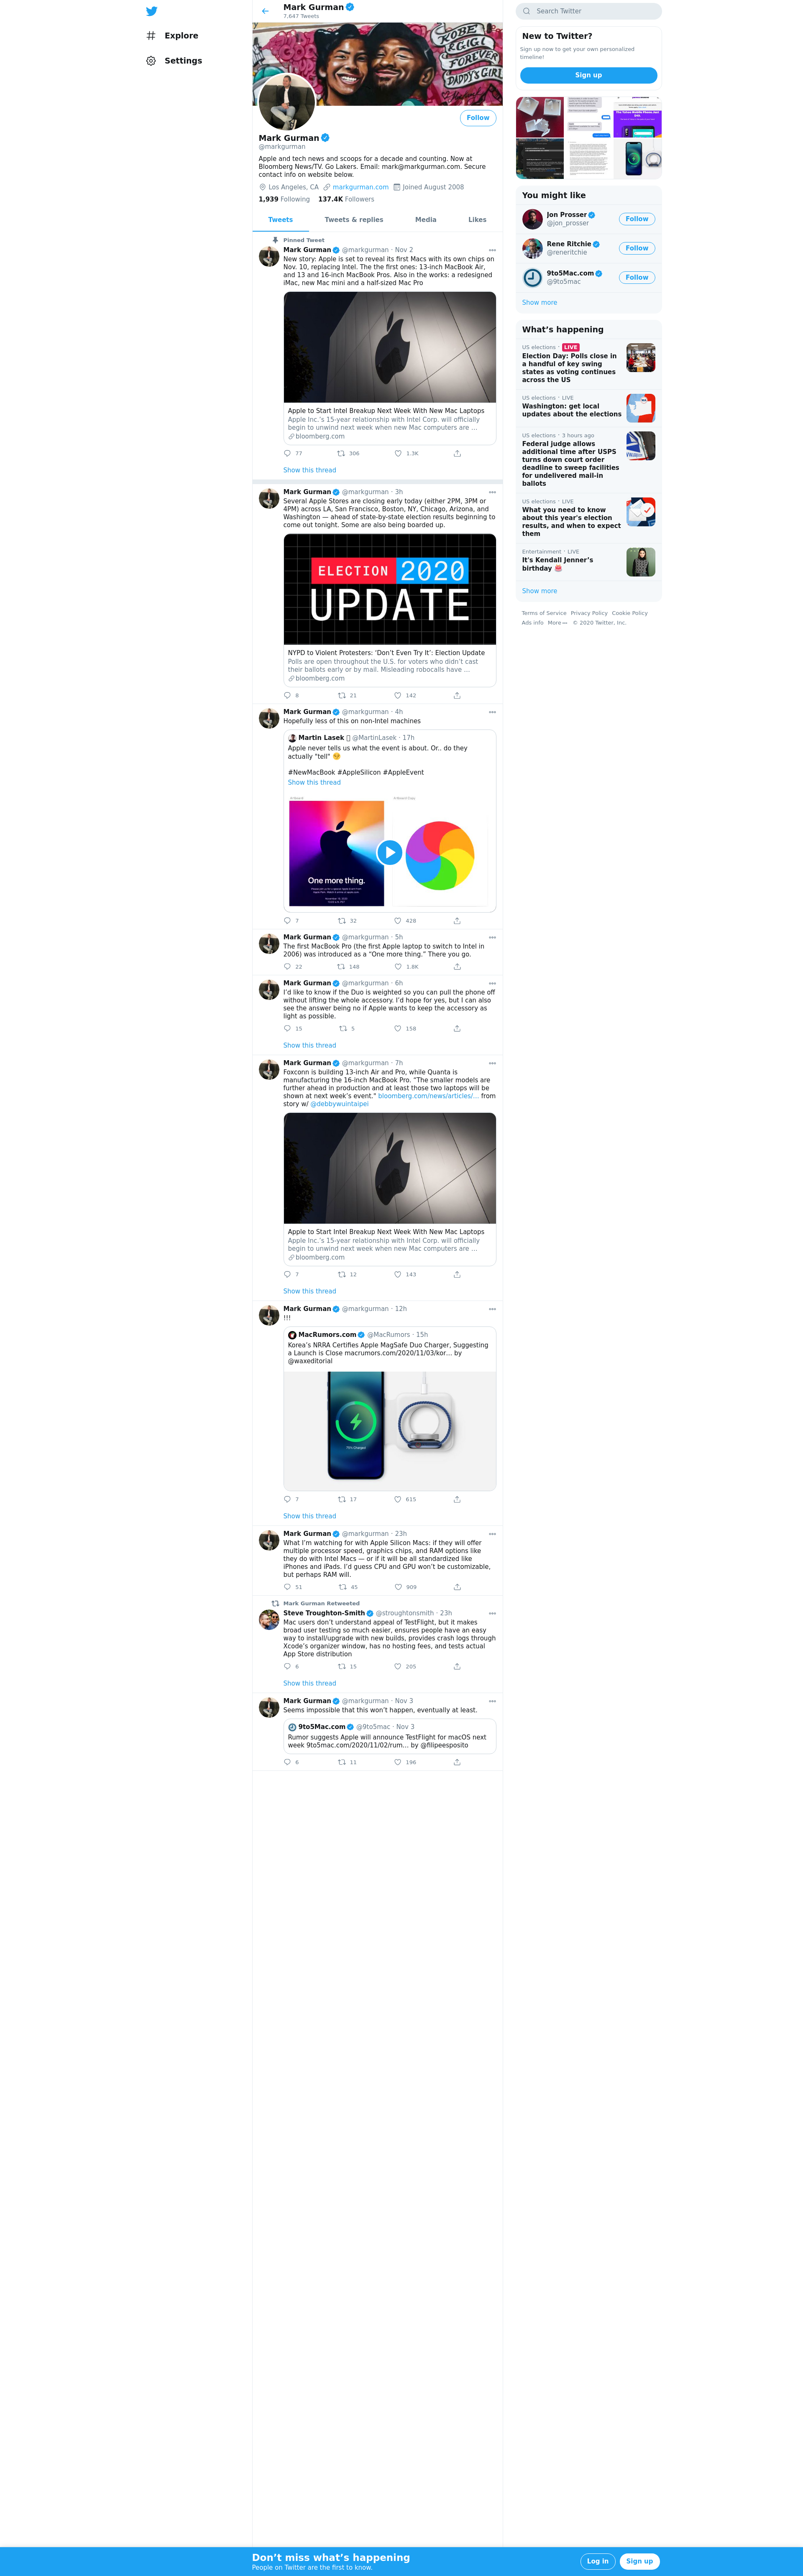 Explore
Settings
Mark Gurman
7,647 Tweets
KOBE
& GIGI
FOREVER
DADDY'S GIRL
Follow
Mark Gurman
@markgurman
Apple and tech news and scoops for a decade and counting. Now at
Bloomberg News/TV. Go Lakers. Email: mark@markgurman.com. Secure
contact info on website below.
Los Angeles, CA markgurman.com Joined August 2008
1,939 Following 137.4K Followers
Tweets Tweets & replies Media Likes
Pinned Tweet
Mark Gurman @markgurman · Nov 2
New story: Apple is set to reveal its first Macs with its own chips on
Nov. 10, replacing Intel. The the first ones: 13-inch MacBook Air,
and 13 and 16-inch MacBook Pros. Also in the works: a redesigned
iMac, new Mac mini and a half-sized Mac Pro
Apple to Start Intel Breakup Next Week With New Mac Laptops
Apple Inc.'s 15-year relationship with Intel Corp. will officially
begin to unwind next week when new Mac computers are ...
bloomberg.com
77 306 1.3K
Show this thread
Mark Gurman @markgurman · 3h
Several Apple Stores are closing early today (either 2PM, 3PM or
4PM) across LA, San Francisco, Boston, NY, Chicago, Arizona, and
Washington — ahead of state-by-state election results beginning to
come out tonight. Some are also being boarded up.
ELECTION 2020
UPDATE
NYPD to Violent Protesters: 'Don't Even Try It': Election Update
Polls are open throughout the U.S. for voters who didn't cast
their ballots early or by mail. Misleading robocalls have ...
bloomberg.com
8 21 142
Mark Gurman @markgurman · 4h
Hopefully less of this on non-Intel machines
Martin Lasek @MartinLasek · 17h
Apple never tells us what the event is about. Or.. do they
actually "tell" 🧐
#NewMacBook #AppleSilicon #AppleEvent
Show this thread
One more thing.
7 32 428
Mark Gurman @markgurman · 5h
The first MacBook Pro (the first Apple laptop to switch to Intel in
2006) was introduced as a "One more thing." There you go.
22 148 1.8K
Mark Gurman @markgurman · 6h
I'd like to know if the Duo is weighted so you can pull the phone off
without lifting the whole accessory. I'd hope for yes, but I can also
see the answer being no if Apple wants to keep the accessory as
light as possible.
15 5 158
Show this thread
Mark Gurman @markgurman · 7h
Foxconn is building 13-inch Air and Pro, while Quanta is
manufacturing the 16-inch MacBook Pro. "The smaller models are
further ahead in production and at least those two laptops will be
shown at next week's event." bloomberg.com/news/articles/... from
story w/ @debbywuintaipei
Apple to Start Intel Breakup Next Week With New Mac Laptops
Apple Inc.'s 15-year relationship with Intel Corp. will officially
begin to unwind next week when new Mac computers are ...
bloomberg.com
7 12 143
Show this thread
Mark Gurman @markgurman · 12h
!!!
MacRumors.com @MacRumors · 15h
Korea's NRRA Certifies Apple MagSafe Duo Charger, Suggesting
a Launch is Close macrumors.com/2020/11/03/kor... by
@waxeditorial
7 17 615
Show this thread
Mark Gurman @markgurman · 23h
What I'm watching for with Apple Silicon Macs: if they will offer
multiple processor speed, graphics chips, and RAM options like
they do with Intel Macs — or if it will be all standardized like
iPhones and iPads. I'd guess CPU and GPU won't be customizable,
but perhaps RAM will.
51 45 909
Mark Gurman Retweeted
Steve Troughton-Smith @stroughtonsmith · 23h
Mac users don't understand appeal of TestFlight, but it makes
broad user testing so much easier, ensures people have an easy
way to install/upgrade with new builds, provides crash logs through
Xcode's organizer window, has no hosting fees, and tests actual
App Store distribution
6 15 205
Show this thread
Mark Gurman @markgurman · Nov 3
Seems impossible that this won't happen, eventually at least.
9to5Mac.com @9to5mac · Nov 3
Rumor suggests Apple will announce TestFlight for macOS next
week 9to5mac.com/2020/11/02/rum... by @filipeesposito
6 11 196
Search Twitter
New to Twitter?
Sign up now to get your own personalized
timeline!
Sign up
You might like
Jon Prosser
@jon_prosser
Follow
Rene Ritchie
@reneritchie
Follow
9to5Mac.com
@9to5mac
Follow
Show more
What's happening
US elections · LIVE
Election Day: Polls close in
a handful of key swing
states as voting continues
across the US
US elections · LIVE
Washington: get local
updates about the elections
US elections · 3 hours ago
Federal judge allows
additional time after USPS
turns down court order
deadline to sweep facilities
for undelivered mail-in
ballots
US elections · LIVE
What you need to know
about this year's election
results, and when to expect
them
Entertainment · LIVE
It's Kendall Jenner's
birthday
Show more
Terms of Service Privacy Policy Cookie Policy
Ads info More © 2020 Twitter, Inc.
Don't miss what's happening
People on Twitter are the first to know.
Log in
Sign up